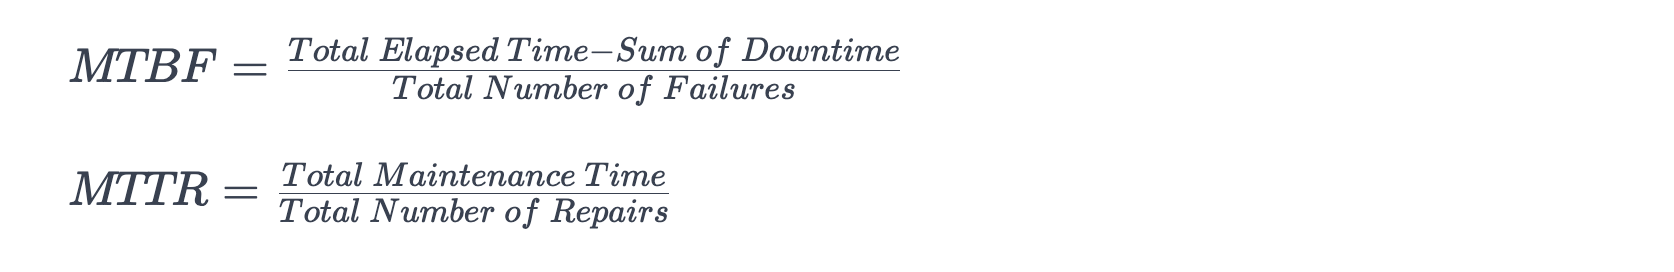 MTBF = \frac{Total Elapsed Time-Sum of Downtime}{Total Number of Failures}
MTTR = \frac{Total Maintenance Time}{Total Number of Repairs}